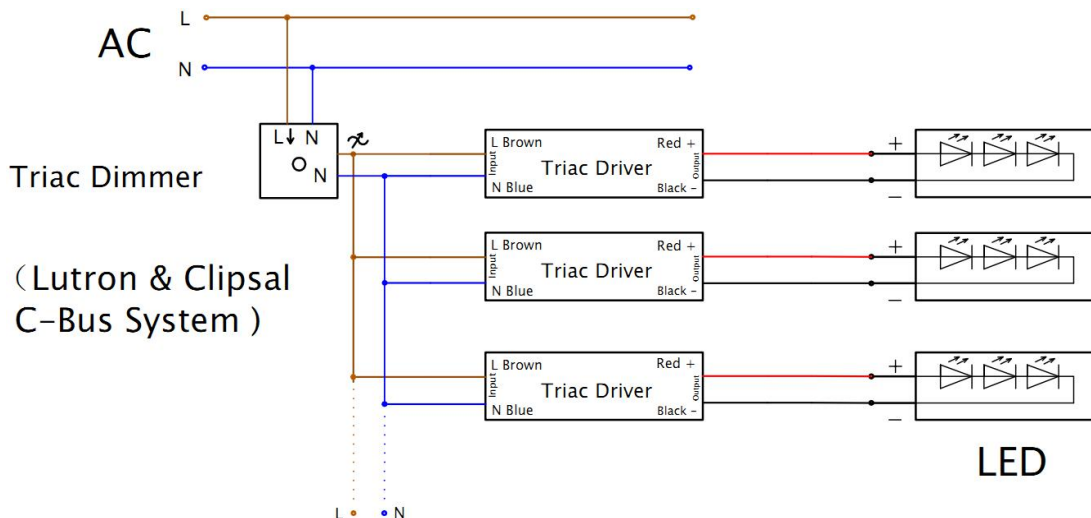 L
AC
N
L N
N
Triac Dimmer
（Lutron & Clipsal
C-Bus System )
L Brown
Input
N Blue
Triac Driver
Red +
Output
Black -
+
−
L Brown
Input
N Blue
Triac Driver
Red +
Output
Black -
+
−
L Brown
Input
N Blue
Triac Driver
Red +
Output
Black -
+
−
LED
L N